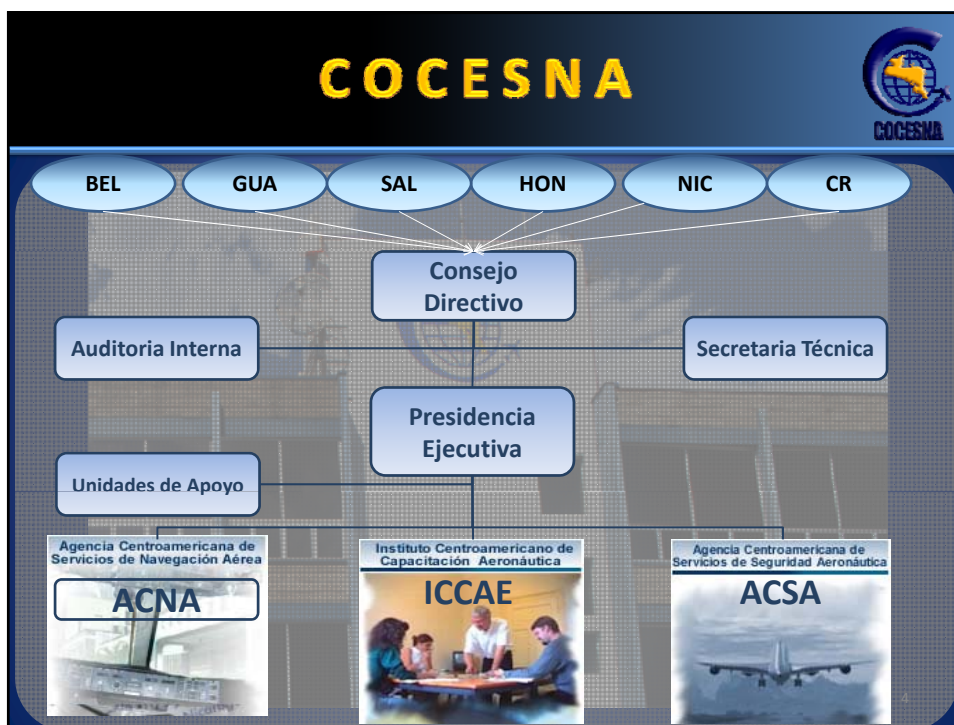 COCESNA
COCESNA
BEL GUA SAL HON NIC CR
Consejo
Directivo
Auditoria Interna
Secretaria Técnica
Presidencia
Ejecutiva
Unidades de Apoyo
Agencia Centroamericana de
Servicios de Navegación Aérea
ACNA
Instituto Centroamericano de
Capacitación Aeronáutica
ICCAE
Agencia Centroamericana de
Servicios de Seguridad Aeronáutica
ACSA
4